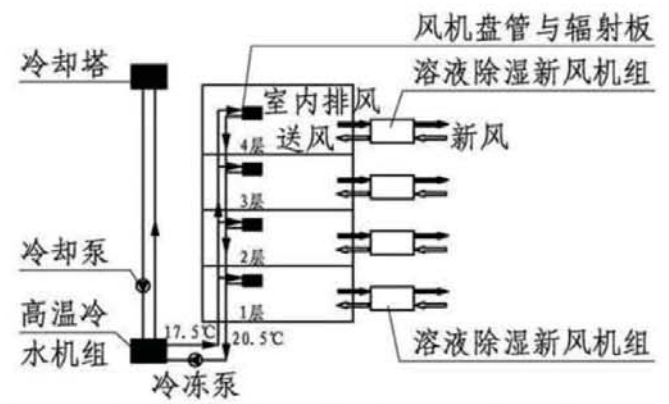 风机盘管与辐射板
冷却塔
溶液除湿新风机组
室内排风
送风
新风
4层
3层
2层
冷却泵
1层
高温冷
水机组
17.5℃
20.5℃
溶液除湿新风机组
冷冻泵